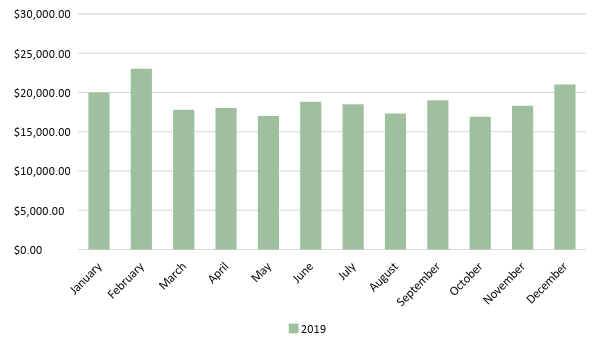 $30,000.00
$25,000.00
$20,000.00
$15,000.00
$10,000.00
$5,000.00
$0.00
January
February
March
April
May
June
July
August
September
October
November
December
2019